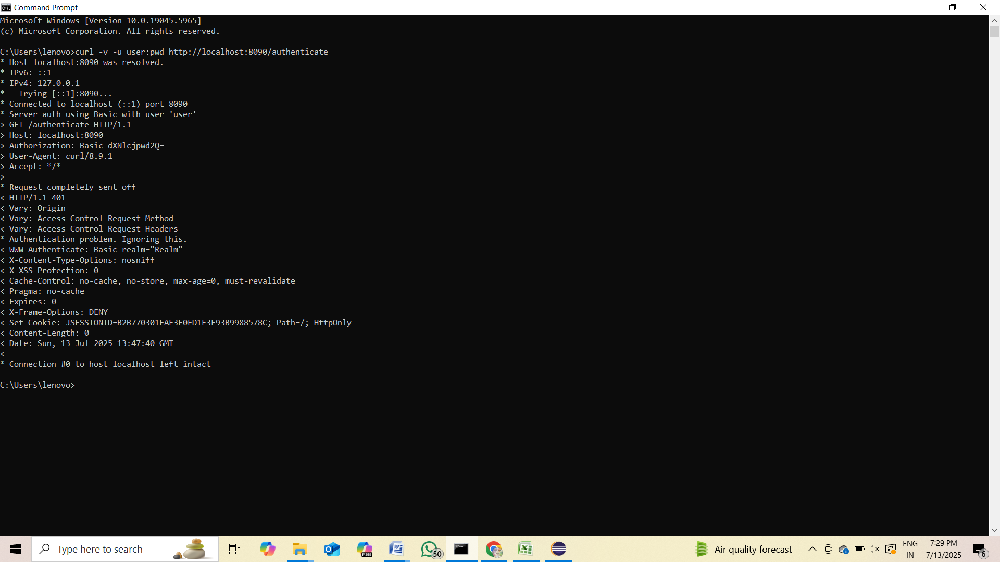 Command Prompt
Microsoft Windows [Version 10.0.19045.5965]
(c) Microsoft Corporation. All rights reserved.
C:\Users\lenovo>curl -v -u user:pwd http://localhost:8090/authenticate
* Host localhost:8090 was resolved.
* IPv6: ::1
* IPv4: 127.0.0.1
*   Trying [::1]:8090...
* Connected to localhost (::1) port 8090
* Server auth using Basic with user 'user'
> GET /authenticate HTTP/1.1
> Host: localhost:8090
> Authorization: Basic dXNlcjpwd2Q=
> User-Agent: curl/8.9.1
> Accept: */*
>
* Request completely sent off
< HTTP/1.1 401
< Vary: Origin
< Vary: Access-Control-Request-Method
< Vary: Access-Control-Request-Headers
* Authentication problem. Ignoring this.
< WWW-Authenticate: Basic realm="Realm"
< X-Content-Type-Options: nosniff
< X-XSS-Protection: 0
< Cache-Control: no-cache, no-store, max-age=0, must-revalidate
< Pragma: no-cache
< Expires: 0
< X-Frame-Options: DENY
< Set-Cookie: JSESSIONID=B2B770301EAF3E0ED1F3F93B9988578C; Path=/; HttpOnly
< Content-Length: 0
< Date: Sun, 13 Jul 2025 13:47:40 GMT
<
* Connection #0 to host localhost left intact
C:\Users\lenovo>
Type here to search
M365
50
Air quality forecast
ENG
IN
7:29 PM
7/13/2025
6